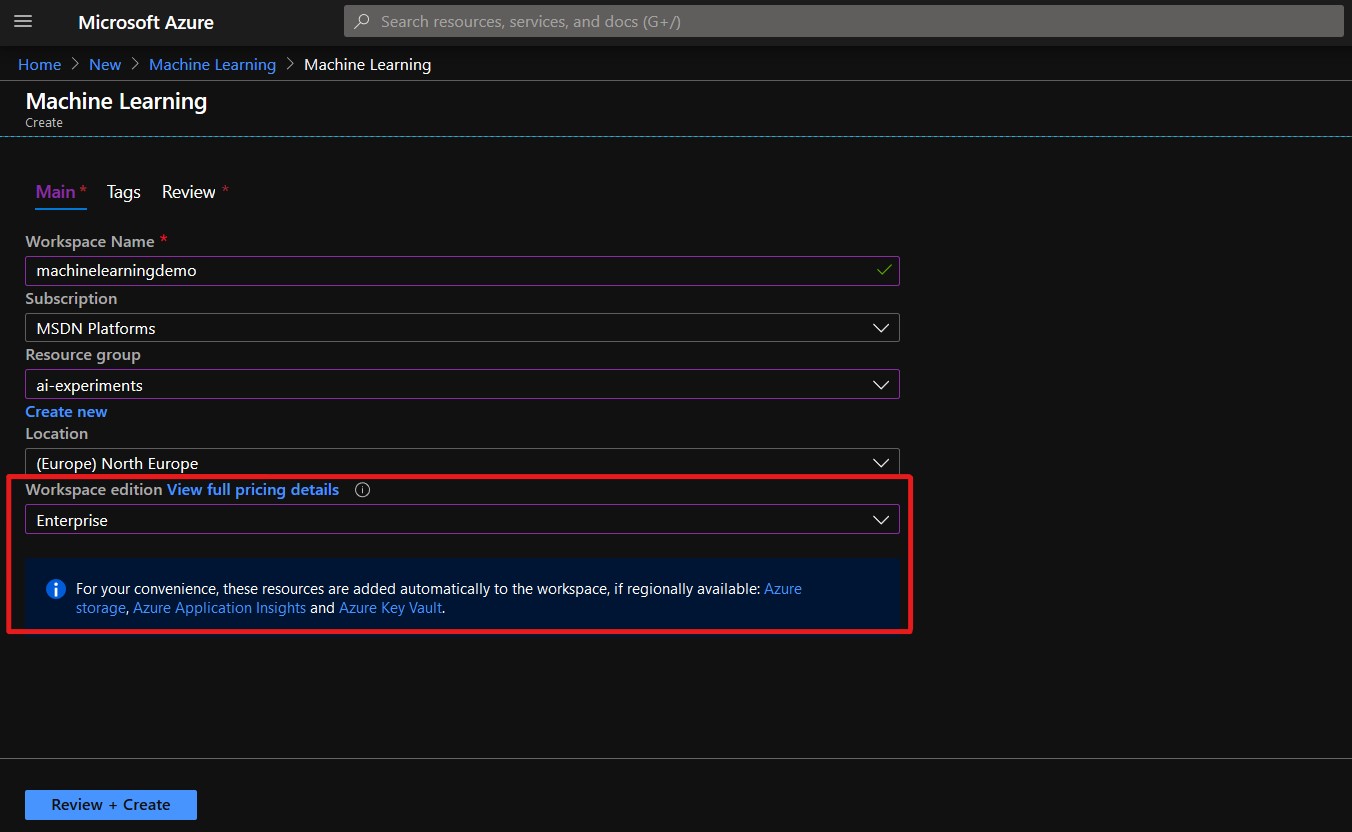 Microsoft Azure
Search resources, services, and docs (G+/)
Home > New > Machine Learning > Machine Learning
Machine Learning
Create
Main * Tags Review *
Workspace Name *
machinelearningdemo
Subscription
MSDN Platforms
Resource group
ai-experiments
Create new
Location
(Europe) North Europe
Workspace edition View full pricing details
Enterprise
For your convenience, these resources are added automatically to the workspace, if regionally available: Azure
storage, Azure Application Insights and Azure Key Vault.
Review + Create